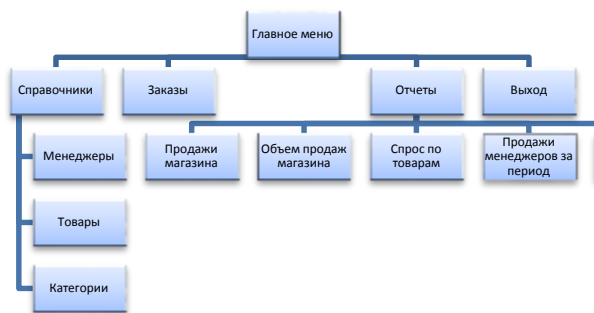 Главное меню
Справочники
Заказы
Отчеты
Выход
Менеджеры
Продажи
магазина
Объем продаж
магазина
Спрос по
товарам
Продажи
менеджеров за
период
Товары
Категории